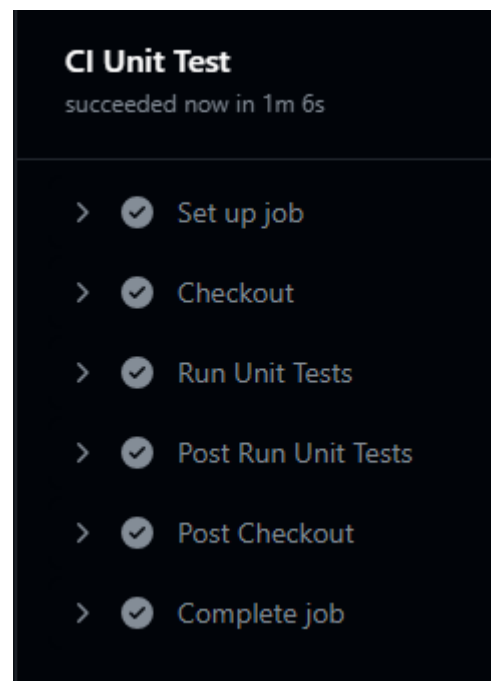 CI Unit Test
succeeded now in 1m 6s
Set up job
Checkout
Run Unit Tests
Post Run Unit Tests
Post Checkout
Complete job